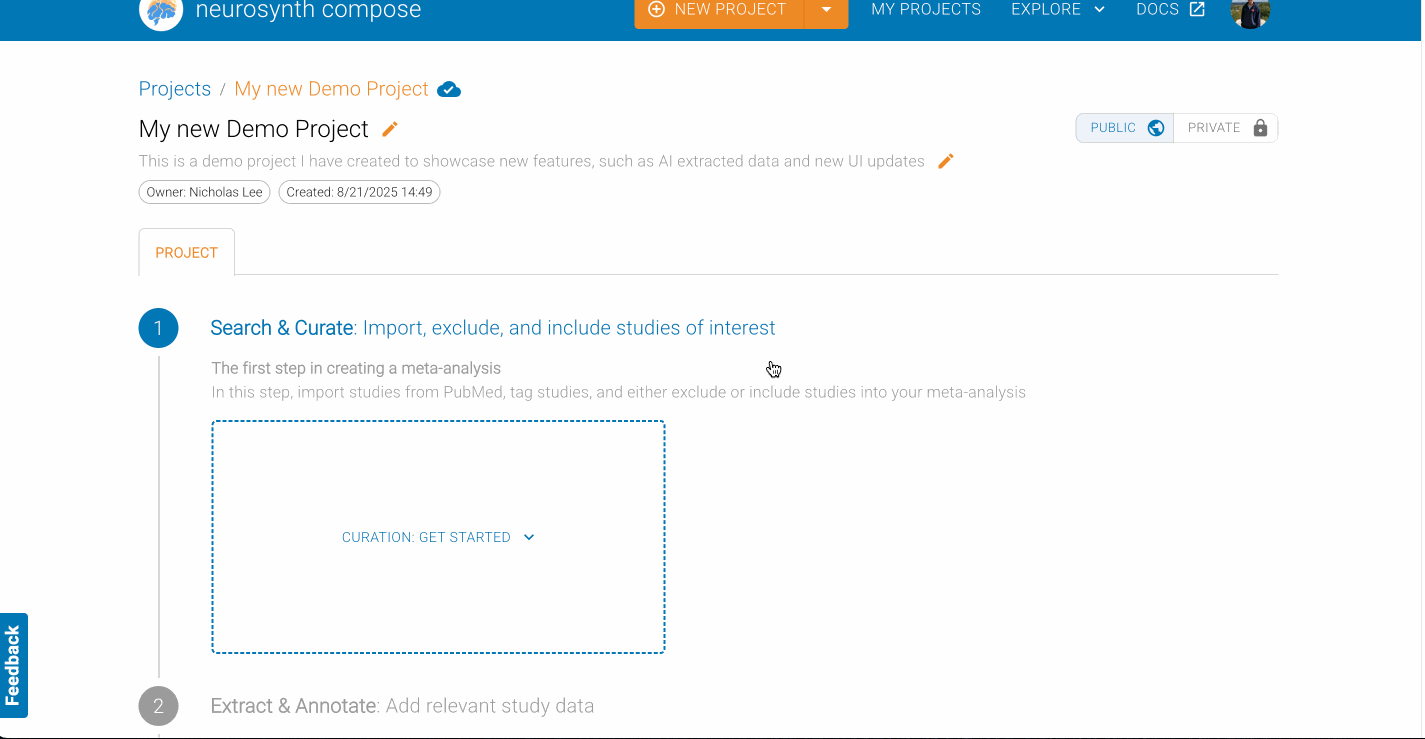 neurosynth compose
NEW PROJECT
MY PROJECTS
EXPLORE
DOCS
Projects / My new Demo Project
My new Demo Project
PUBLIC
PRIVATE
This is a demo project I have created to showcase new features, such as AI extracted data and new UI updates
Owner: Nicholas Lee
Created: 8/21/2025 14:49
PROJECT
1
Search & Curate: Import, exclude, and include studies of interest
The first step in creating a meta-analysis
In this step, import studies from PubMed, tag studies, and either exclude or include studies into your meta-analysis
CURATION: GET STARTED
Feedback
2
Extract & Annotate: Add relevant study data